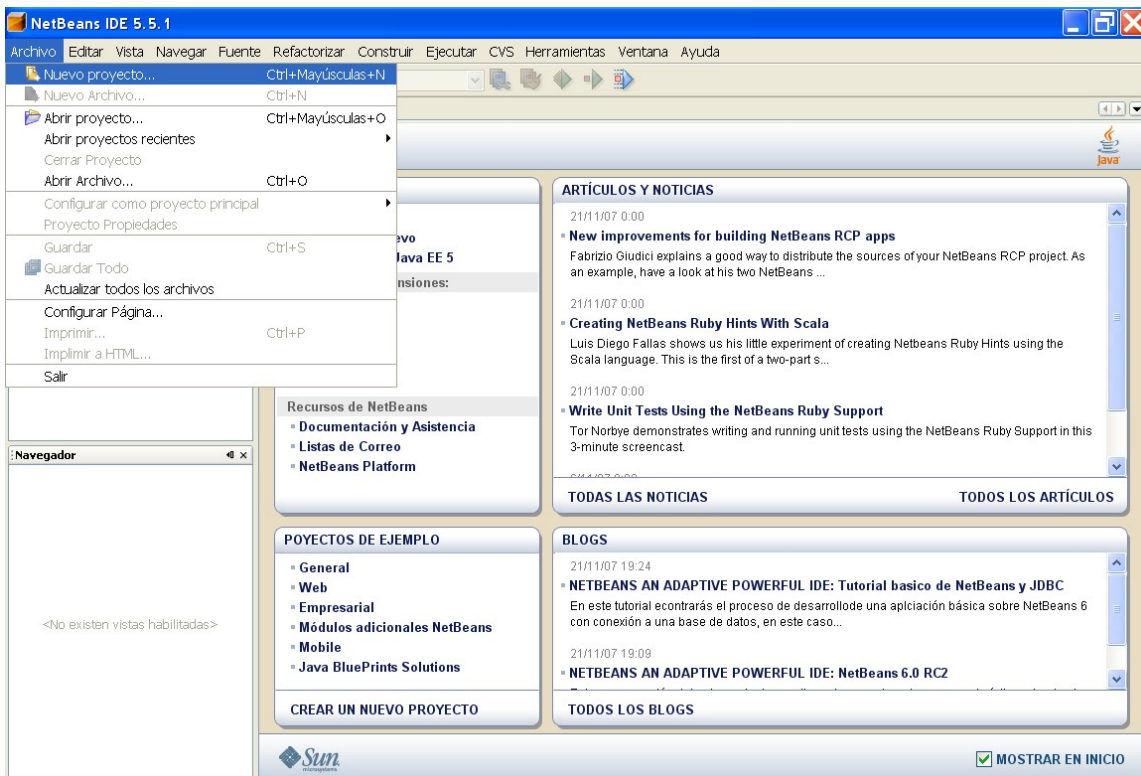 NetBeans IDE 5.5.1
Archivo Editar Vista Navegar Fuente Refactorizar Construir Ejecutar CVS Herramientas Ventana Ayuda
Nuevo proyecto... Ctrl+Mayúsculas+N
Nuevo Archivo... Ctrl+N
Abrir proyecto... Ctrl+Mayúsculas+O
Abrir proyectos recientes
Cerrar Proyecto
Abrir Archivo... Ctrl+O
Configurar como proyecto principal
Proyecto Propiedades
Guardar Ctrl+S
Guardar Todo
Actualizar todos los archivos
Configurar Página...
Imprimir... Ctrl+P
Implimir a HTML...
Salir
Java
evo
Java EE 5
nsiones:
Recursos de NetBeans
Documentación y Asistencia
Listas de Correo
NetBeans Platform
ARTÍCULOS Y NOTICIAS
21/11/07 0:00
New improvements for building NetBeans RCP apps
Fabrizio Giudici explains a good way to distribute the sources of your NetBeans RCP project. As
an example, have a look at his two NetBeans ...
21/11/07 0:00
Creating NetBeans Ruby Hints With Scala
Luis Diego Fallas shows us his little experiment of creating Netbeans Ruby Hints using the
Scala language. This is the first of a two-part s...
21/11/07 0:00
Write Unit Tests Using the NetBeans Ruby Support
Tor Norbye demonstrates writing and running unit tests using the NetBeans Ruby Support in this
3-minute screencast.
TODAS LAS NOTICIAS TODOS LOS ARTÍCULOS
Navegador
<No existen vistas habilitadas>
POYECTOS DE EJEMPLO
General
Web
Empresarial
Módulos adicionales NetBeans
Mobile
Java BluePrints Solutions
CREAR UN NUEVO PROYECTO
BLOGS
21/11/07 19:24
NETBEANS AN ADAPTIVE POWERFUL IDE: Tutorial basico de NetBeans y JDBC
En este tutorial econtrarás el proceso de desarrollode una aplciación básica sobre NetBeans 6
con conexión a una base de datos, en este caso...
21/11/07 19:09
NETBEANS AN ADAPTIVE POWERFUL IDE: NetBeans 6.0 RC2
TODOS LOS BLOGS
Sun
microsystems
MOSTRAR EN INICIO